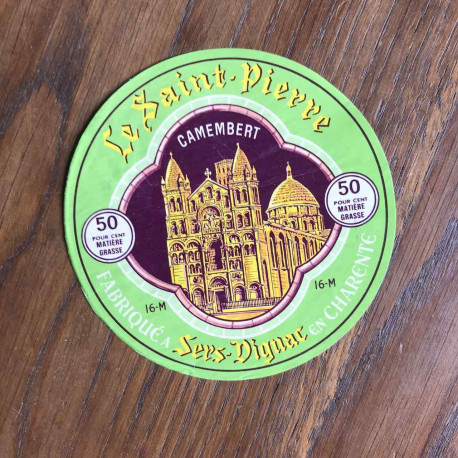 Le Saint-Pierre
CAMEMBERT
50
POUR CENT
MATIÈRE
GRASSE
50
POUR CENT
MATIÈRE
GRASSE
16-M
16-M
FABRIQUÉ A Sers-Dignac EN CHARENTE